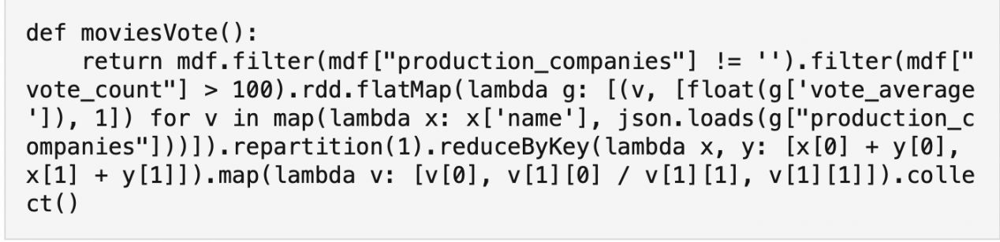 def moviesVote():
    return mdf.filter(mdf["production_companies"] != '').filter(mdf["
vote_count"] > 100).rdd.flatMap(lambda g: [(v, [float(g['vote_average
']), 1]) for v in map(lambda x: x['name'], json.loads(g["production_c
ompanies"]))]).repartition(1).reduceByKey(lambda x, y: [x[0] + y[0],
x[1] + y[1]]).map(lambda v: [v[0], v[1][0] / v[1][1], v[1][1]]).colle
ct()